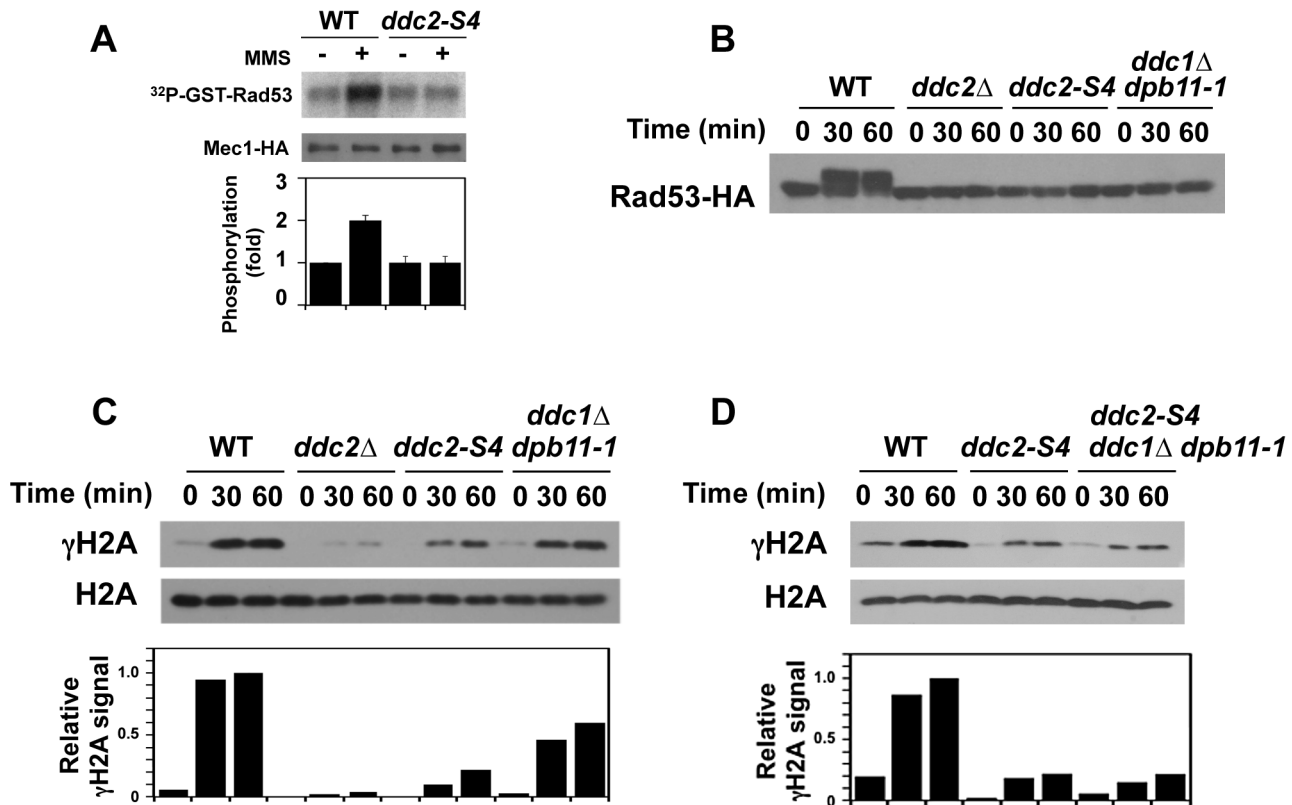 A
WT ddc2-S4
MMS - + - +
³²P-GST-Rad53
Mec1-HA
Phosphorylation (fold)
3
2
1
0
B
WT ddc2Δ ddc2-S4 ddc1Δ dpb11-1
Time (min) 0 30 60 0 30 60 0 30 60 0 30 60
Rad53-HA
C
WT ddc2Δ ddc2-S4 ddc1Δ dpb11-1
Time (min) 0 30 60 0 30 60 0 30 60 0 30 60
γH2A
H2A
Relative γH2A signal
1.0
0.5
0
D
WT ddc2-S4 ddc2-S4 ddc1Δ dpb11-1
Time (min) 0 30 60 0 30 60 0 30 60
γH2A
H2A
Relative γH2A signal
1.0
0.5
0